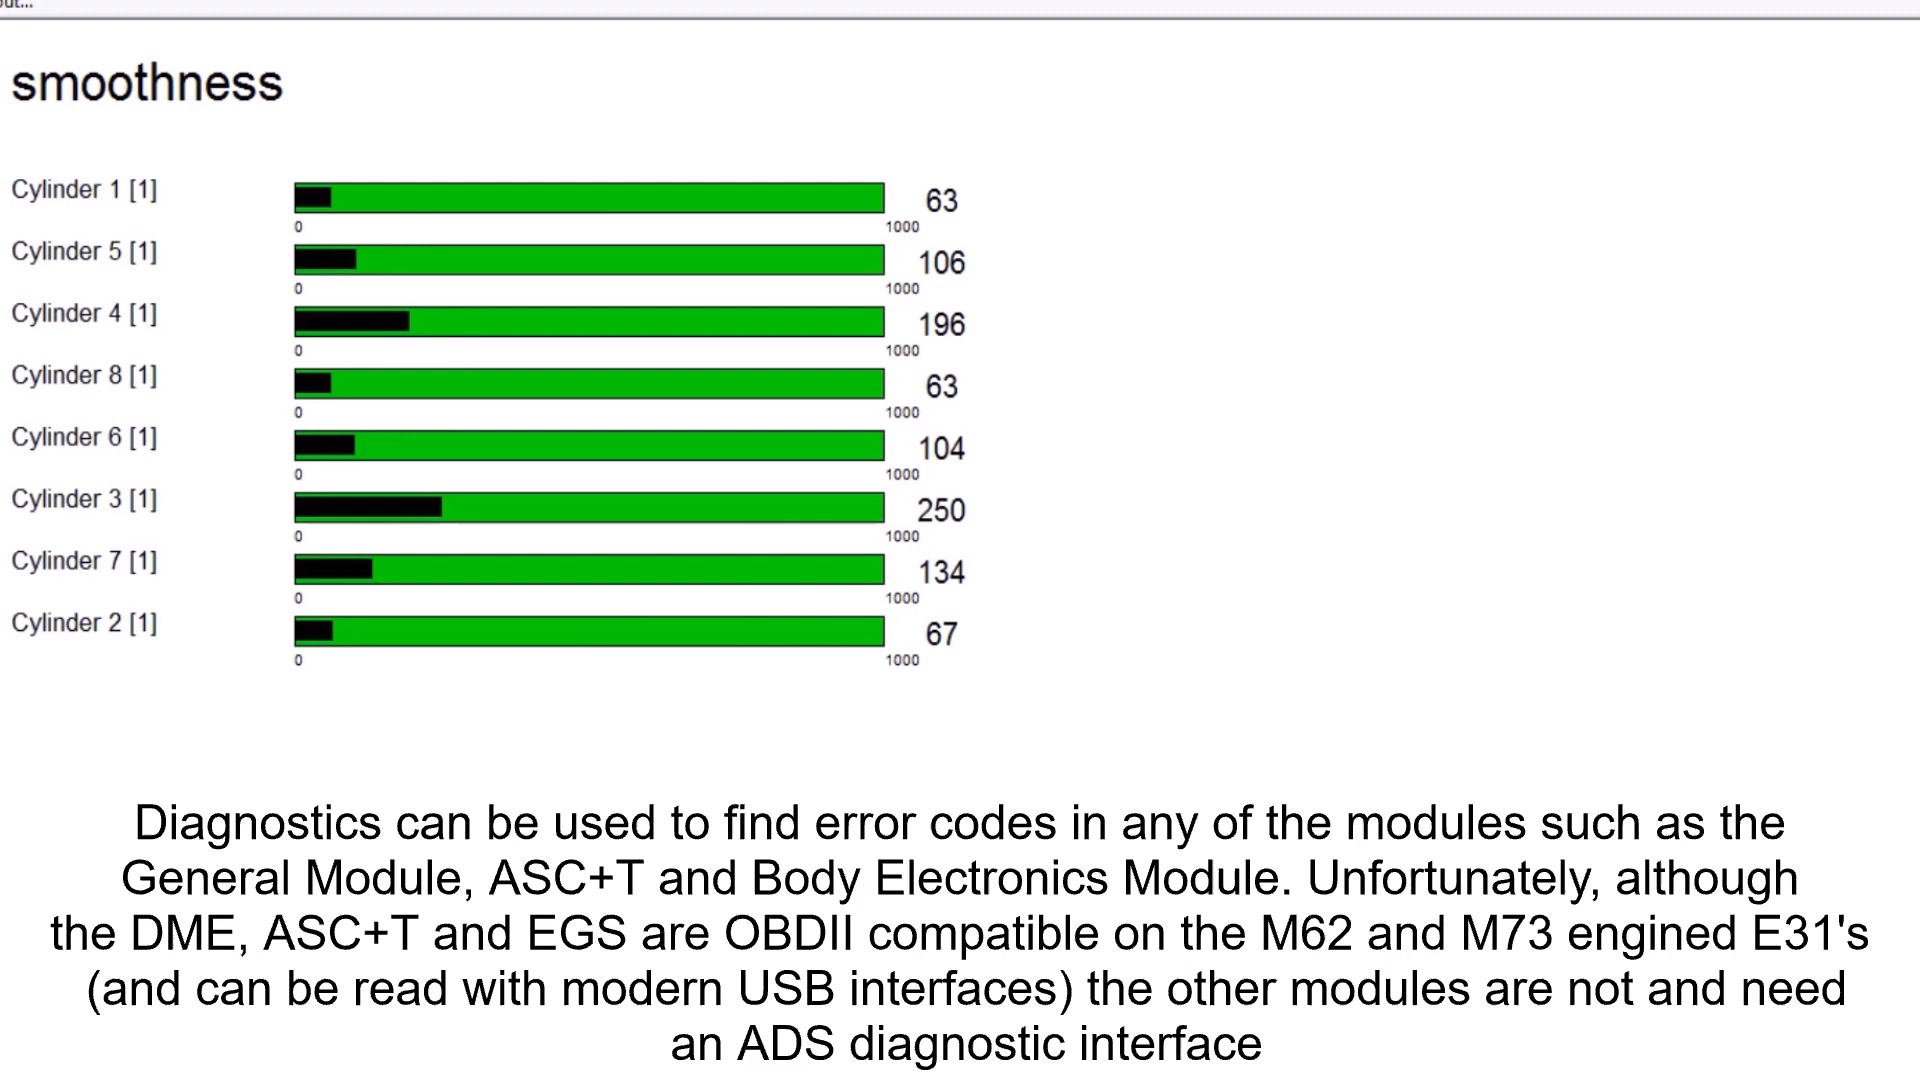 out...
smoothness
Cylinder 1 [1]
63
0 1000
Cylinder 5 [1]
106
0 1000
Cylinder 4 [1]
196
0 1000
Cylinder 8 [1]
63
0 1000
Cylinder 6 [1]
104
0 1000
Cylinder 3 [1]
250
0 1000
Cylinder 7 [1]
134
0 1000
Cylinder 2 [1]
67
0 1000
Diagnostics can be used to find error codes in any of the modules such as the
General Module, ASC+T and Body Electronics Module. Unfortunately, although
the DME, ASC+T and EGS are OBDII compatible on the M62 and M73 engined E31's
(and can be read with modern USB interfaces) the other modules are not and need
an ADS diagnostic interface